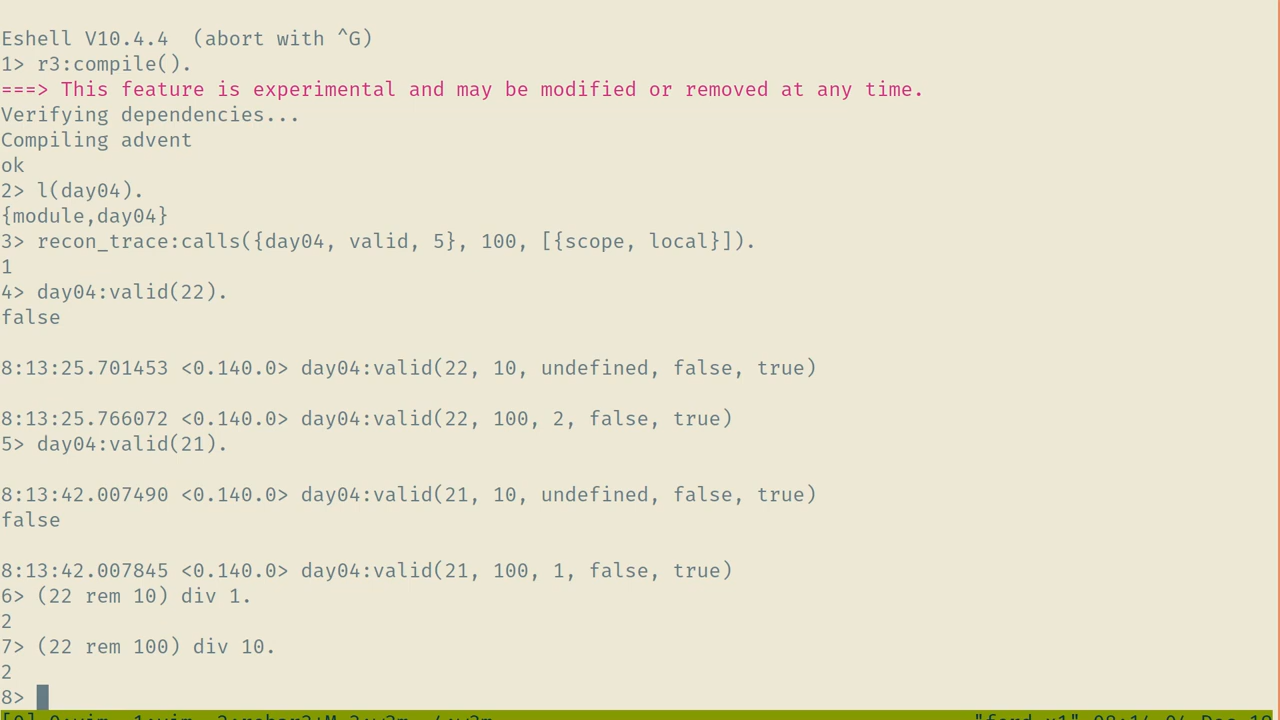 Eshell V10.4.4  (abort with ^G)
1> r3:compile().
===> This feature is experimental and may be modified or removed at any time.
Verifying dependencies...
Compiling advent
ok
2> l(day04).
{module,day04}
3> recon_trace:calls({day04, valid, 5}, 100, [{scope, local}]).
1
4> day04:valid(22).
false
8:13:25.701453 <0.140.0> day04:valid(22, 10, undefined, false, true)
8:13:25.766072 <0.140.0> day04:valid(22, 100, 2, false, true)
5> day04:valid(21).
8:13:42.007490 <0.140.0> day04:valid(21, 10, undefined, false, true)
false
8:13:42.007845 <0.140.0> day04:valid(21, 100, 1, false, true)
6> (22 rem 10) div 1.
2
7> (22 rem 100) div 10.
2
8>